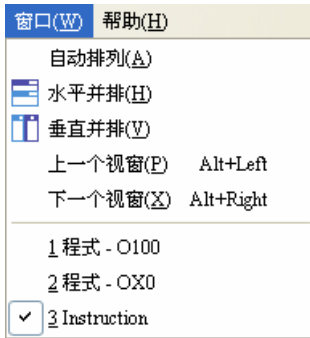 窗口(W) 帮助(H)
自动排列(A)
水平并排(H)
垂直并排(V)
上一个视窗(P) Alt+Left
下一个视窗(X) Alt+Right
1 程式 - O100
2 程式 - OX0
3 Instruction